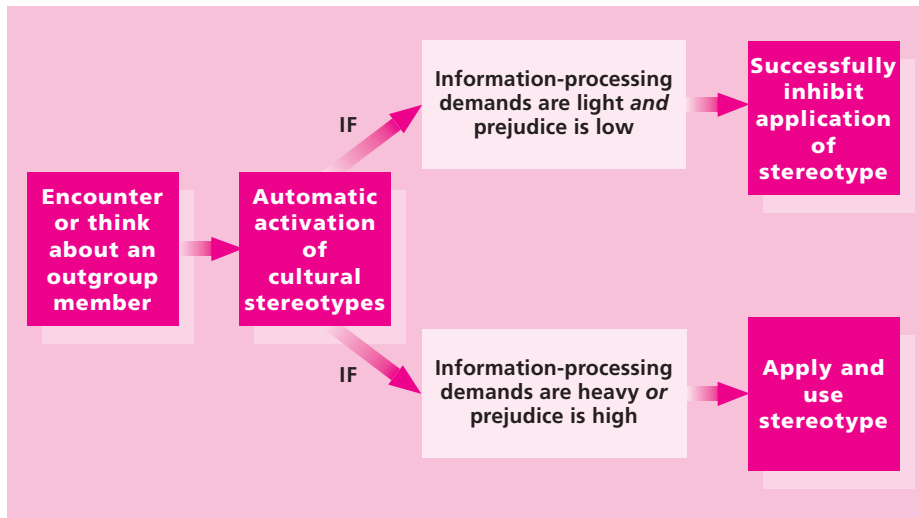 Encounter
or think
about an
outgroup
member
Automatic
activation
of
cultural
stereotypes
IF
Information-processing
demands are light and
prejudice is low
Successfully
inhibit
application
of
stereotype
IF
Information-processing
demands are heavy or
prejudice is high
Apply and
use
stereotype